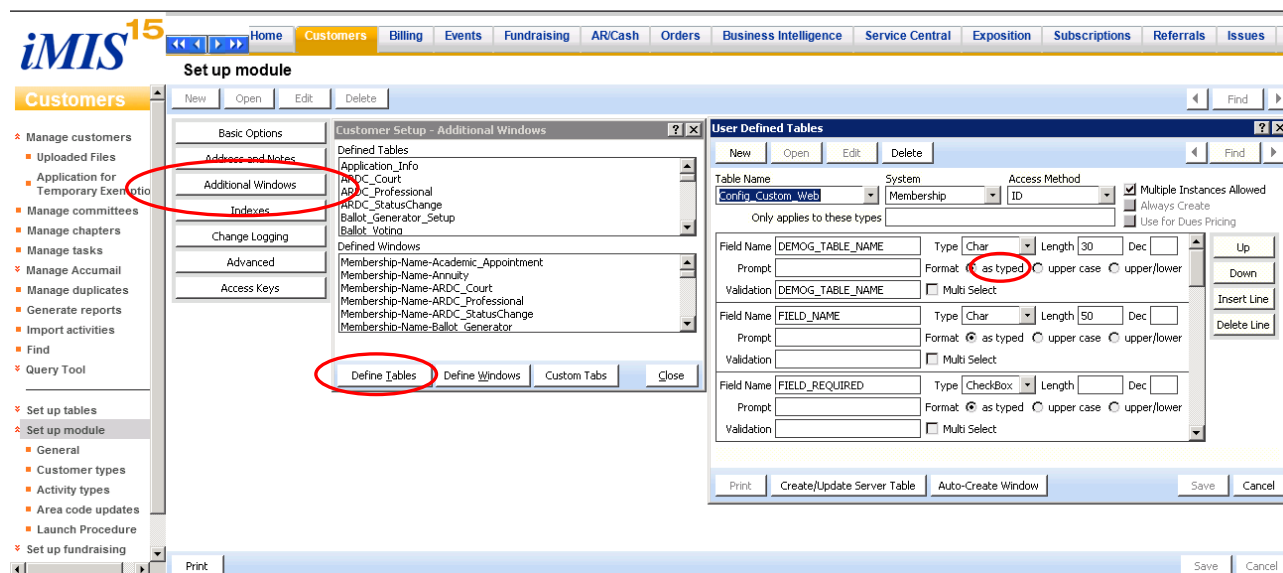 iMIS 15
Home Customers Billing Events Fundraising AR/Cash Orders Business Intelligence Service Central Exposition Subscriptions Referrals Issues
Set up module
Customers
New Open Edit Delete Find
Manage customers
Uploaded Files
Application for
Temporary Exemptio
Manage committees
Manage chapters
Manage tasks
Manage Accumail
Manage duplicates
Generate reports
Import activities
Find
Query Tool
Set up tables
Set up module
General
Customer types
Activity types
Area code updates
Launch Procedure
Set up fundraising
Basic Options
Address and Notes
Additional Windows
Indexes
Change Logging
Advanced
Access Keys
Customer Setup - Additional Windows
Defined Tables
Application_Info
ARDC_Court
ARDC_Professional
ARDC_StatusChange
Ballot_Generator_Setup
Ballot_Voting
Defined Windows
Membership-Name-Academic_Appointment
Membership-Name-Annuity
Membership-Name-ARDC_Court
Membership-Name-ARDC_Professional
Membership-Name-ARDC_StatusChange
Membership-Name-Ballot_Generator
Define Tables Define Windows Custom Tabs Close
User Defined Tables
New Open Edit Delete Find
Table Name System Access Method
Config_Custom_Web Membership ID
Multiple Instances Allowed
Always Create
Use for Dues Pricing
Only applies to these types
Field Name DEMOG_TABLE_NAME Type Char Length 30 Dec
Prompt Format as typed upper case upper/lower
Validation DEMOG_TABLE_NAME Multi Select
Field Name FIELD_NAME Type Char Length 50 Dec
Prompt Format as typed upper case upper/lower
Validation Multi Select
Field Name FIELD_REQUIRED Type CheckBox Length Dec
Prompt Format as typed upper case upper/lower
Validation Multi Select
Up
Down
Insert Line
Delete Line
Print Create/Update Server Table Auto-Create Window Save Cancel
Print Save Cancel